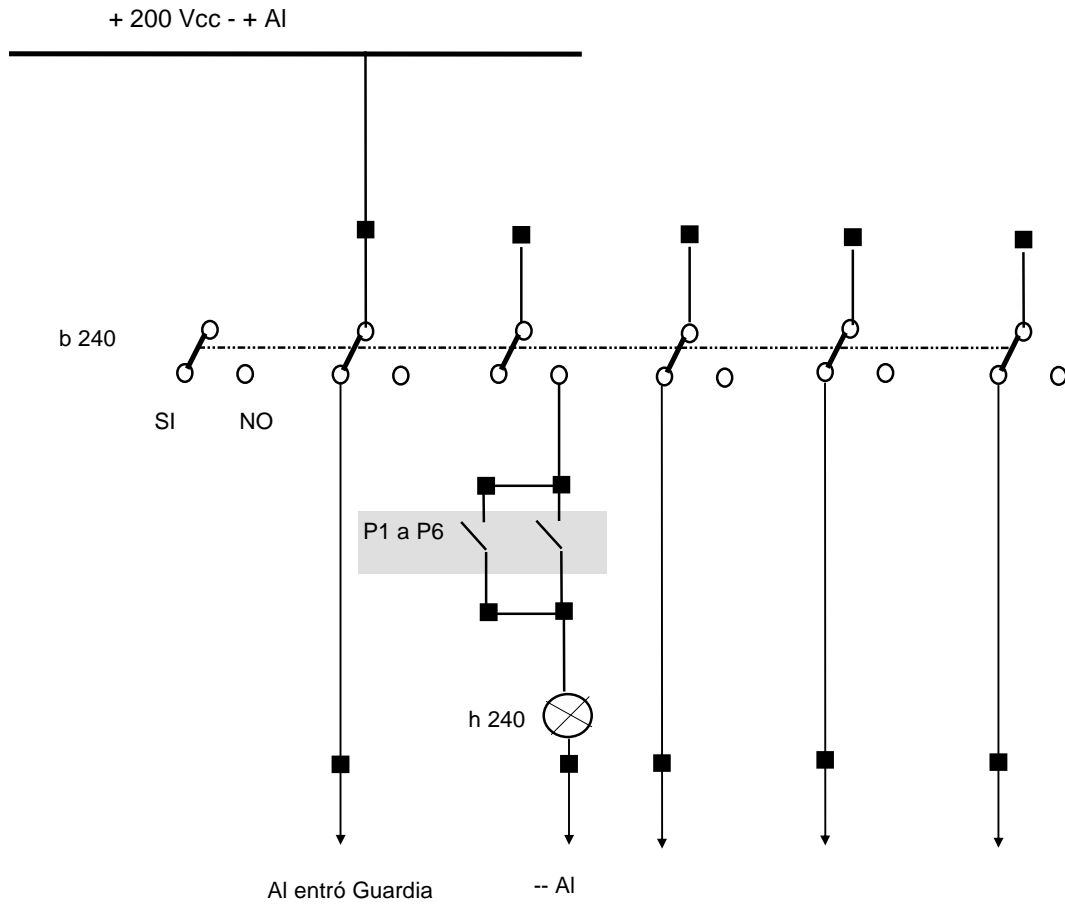 + 200 Vcc - + Al
b 240
SI NO
P1 a P6
h 240
Al entró Guardia
-- Al